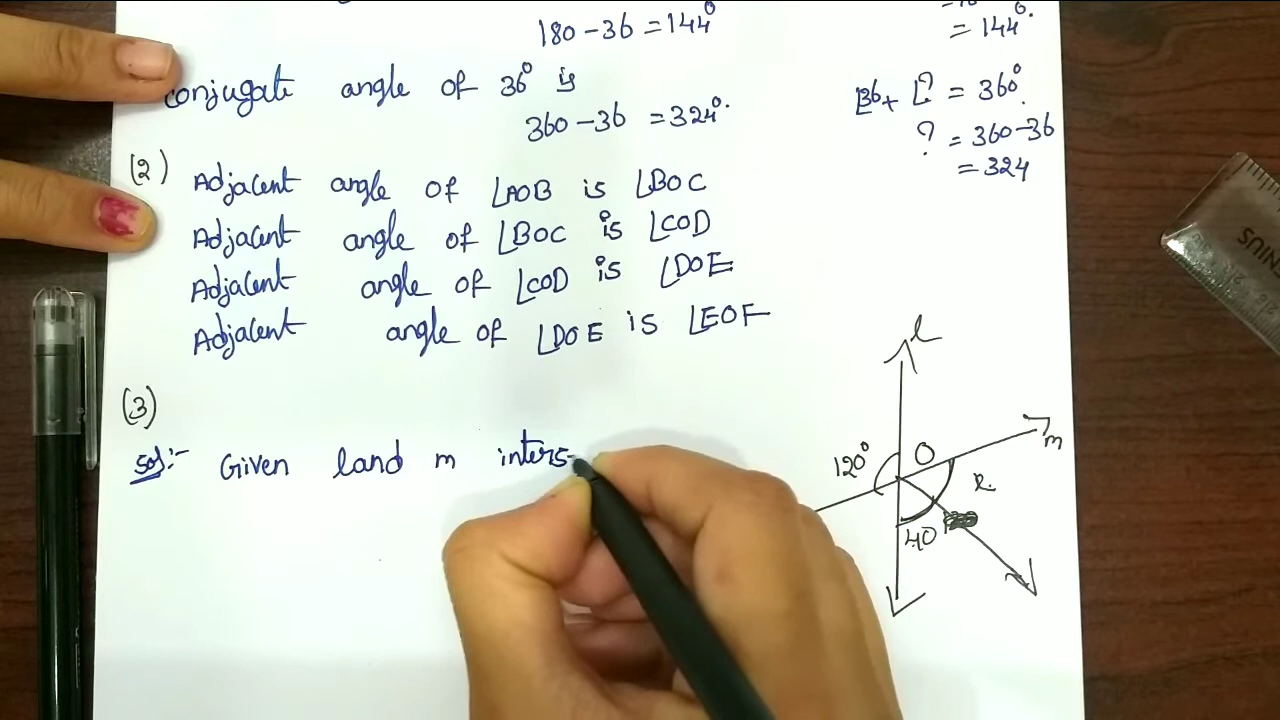 180-36 = 144°
= 144°.
conjugate angle of 36° is
360-36 = 324°.
36 + ∠? = 360°
? = 360-36
= 324
(2)
Adjacent angle of ∠AOB is ∠BOC
Adjacent angle of ∠BOC is ∠COD
Adjacent angle of ∠COD is ∠DOE
Adjacent angle of ∠DOE is ∠EOF
(3)
Sol:- Given l and m inters
l
m
O
120°
x
40